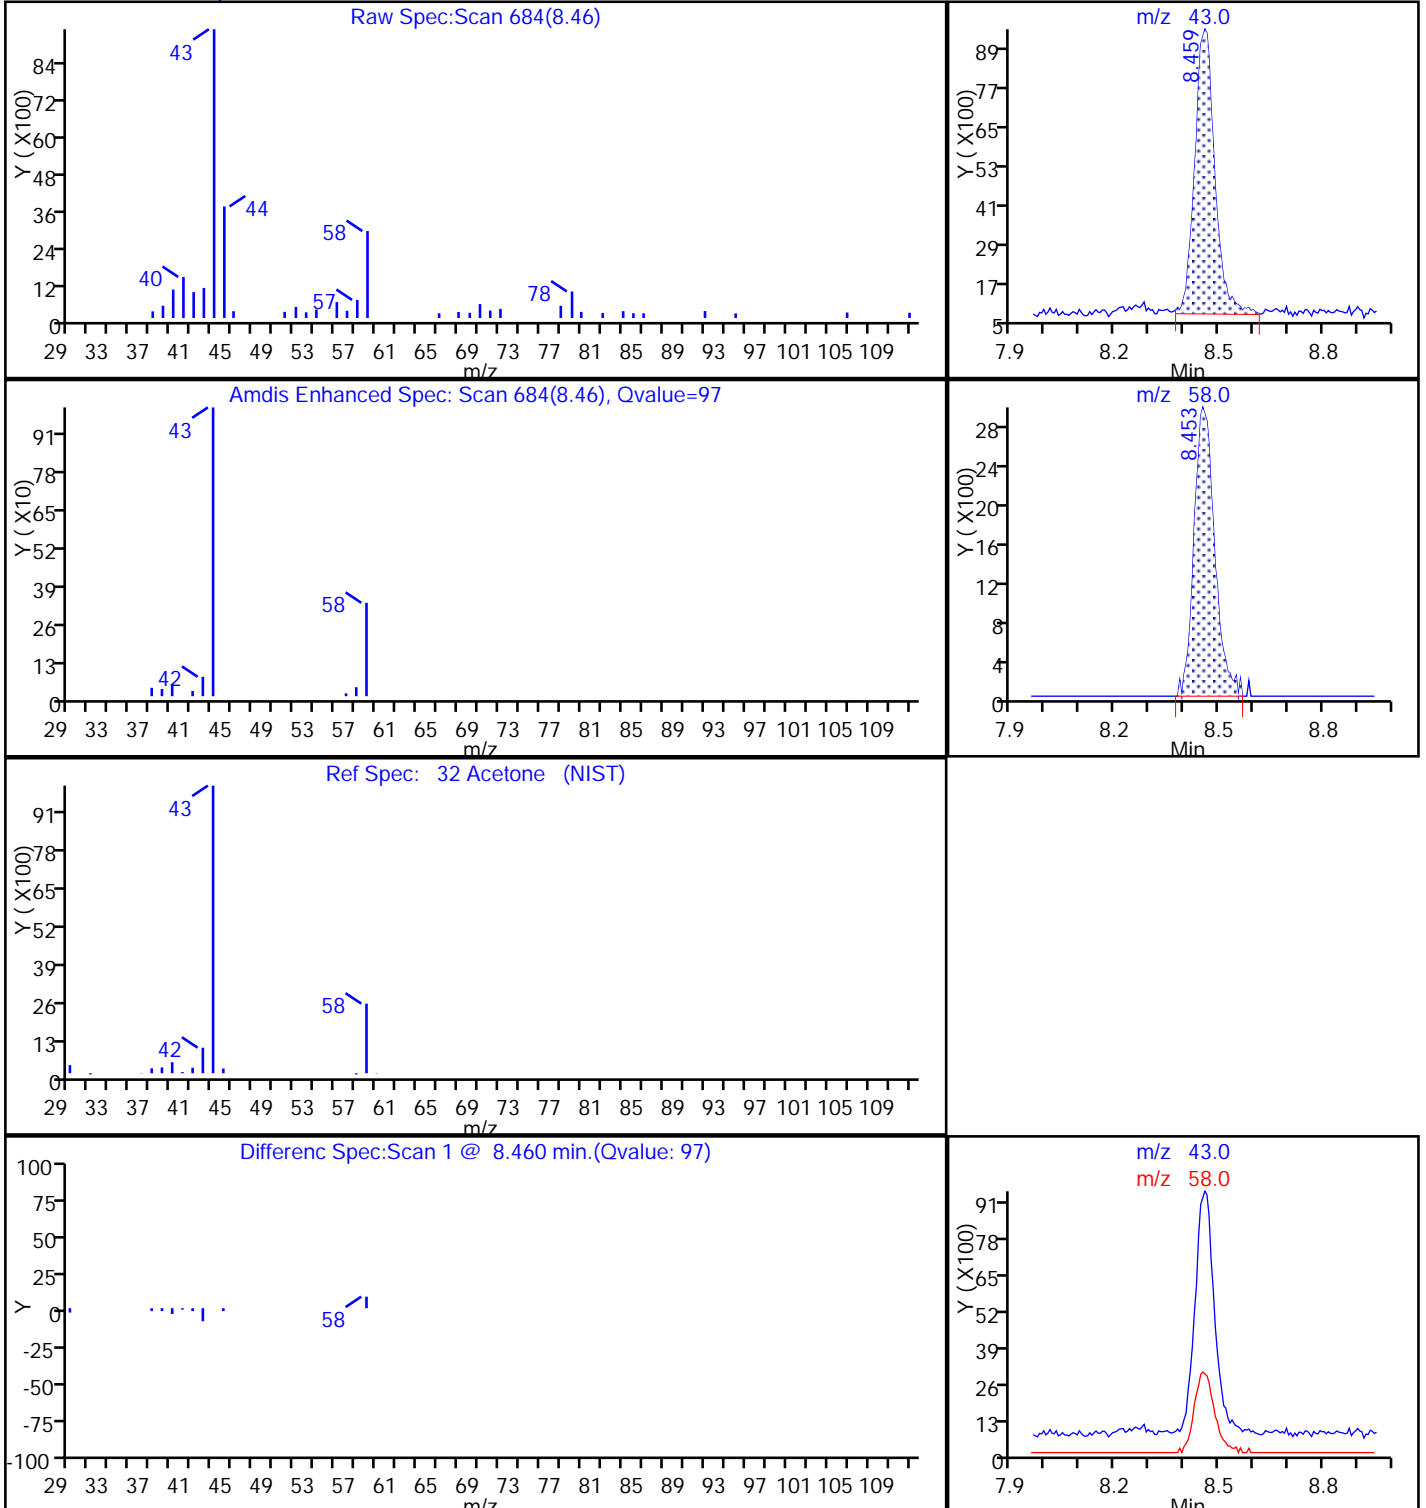 Raw Spec:Scan 684(8.46)
Y ( X100)
84
72
60
48
36
24
12
0
43
44
58
40
57
78
29 33 37 41 45 49 53 57 61 65 69 73 77 81 85 89 93 97 101 105 109
m/z
m/z 43.0
Y ( X100)
89
77
65
53
41
29
17
5
8.459
7.9 8.2 8.5 8.8
Min
Amdis Enhanced Spec: Scan 684(8.46), Qvalue=97
Y ( X10)
91
78
65
52
39
26
13
0
43
58
42
29 33 37 41 45 49 53 57 61 65 69 73 77 81 85 89 93 97 101 105 109
m/z
m/z 58.0
Y ( X100)
28
24
20
16
12
8
4
0
8.453
7.9 8.2 8.5 8.8
Min
Ref Spec: 32 Acetone (NIST)
Y ( X100)
91
78
65
52
39
26
13
0
43
58
42
29 33 37 41 45 49 53 57 61 65 69 73 77 81 85 89 93 97 101 105 109
m/z
Differenc Spec:Scan 1 @ 8.460 min.(Qvalue: 97)
Y
100
75
50
25
0
-25
-50
-75
-100
58
29 33 37 41 45 49 53 57 61 65 69 73 77 81 85 89 93 97 101 105 109
m/z
m/z 43.0
m/z 58.0
Y ( X100)
91
78
65
52
39
26
13
0
7.9 8.2 8.5 8.8
Min